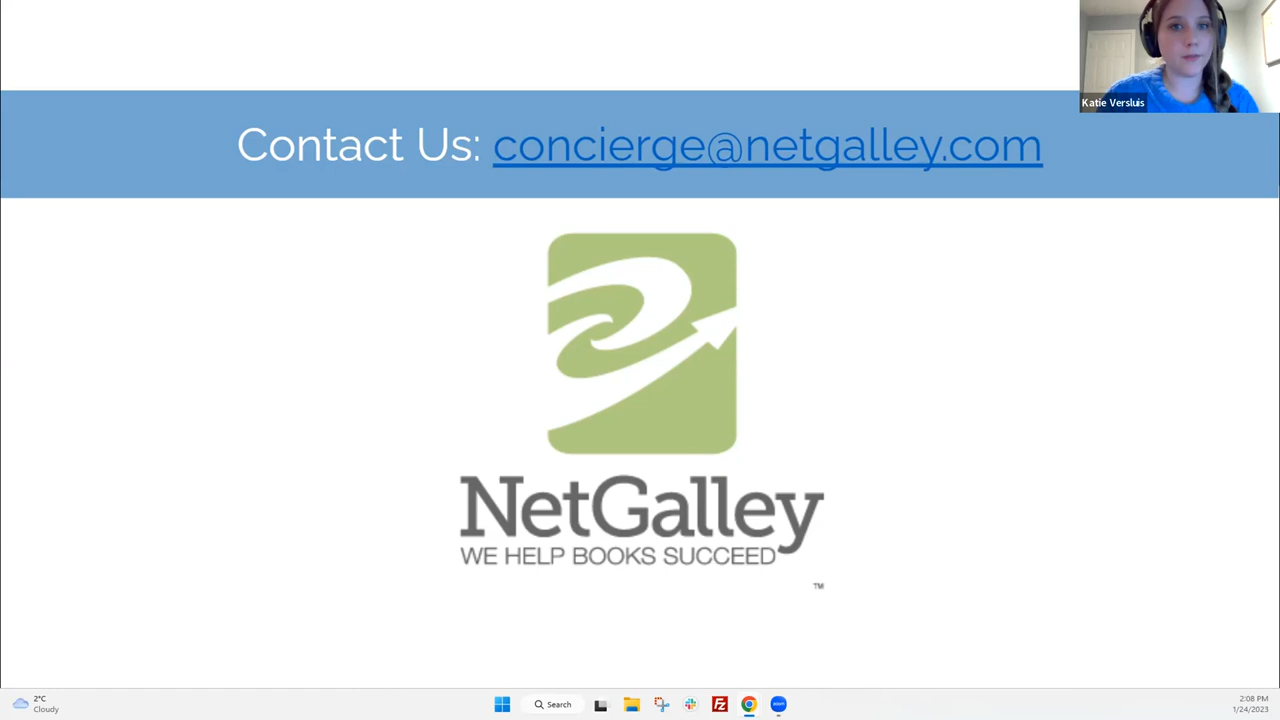 Katie Versluis
Contact Us: concierge@netgalley.com
NetGalley
WE HELP BOOKS SUCCEED
TM
2°C
Cloudy
Search
zoom
2:08 PM
1/24/2023